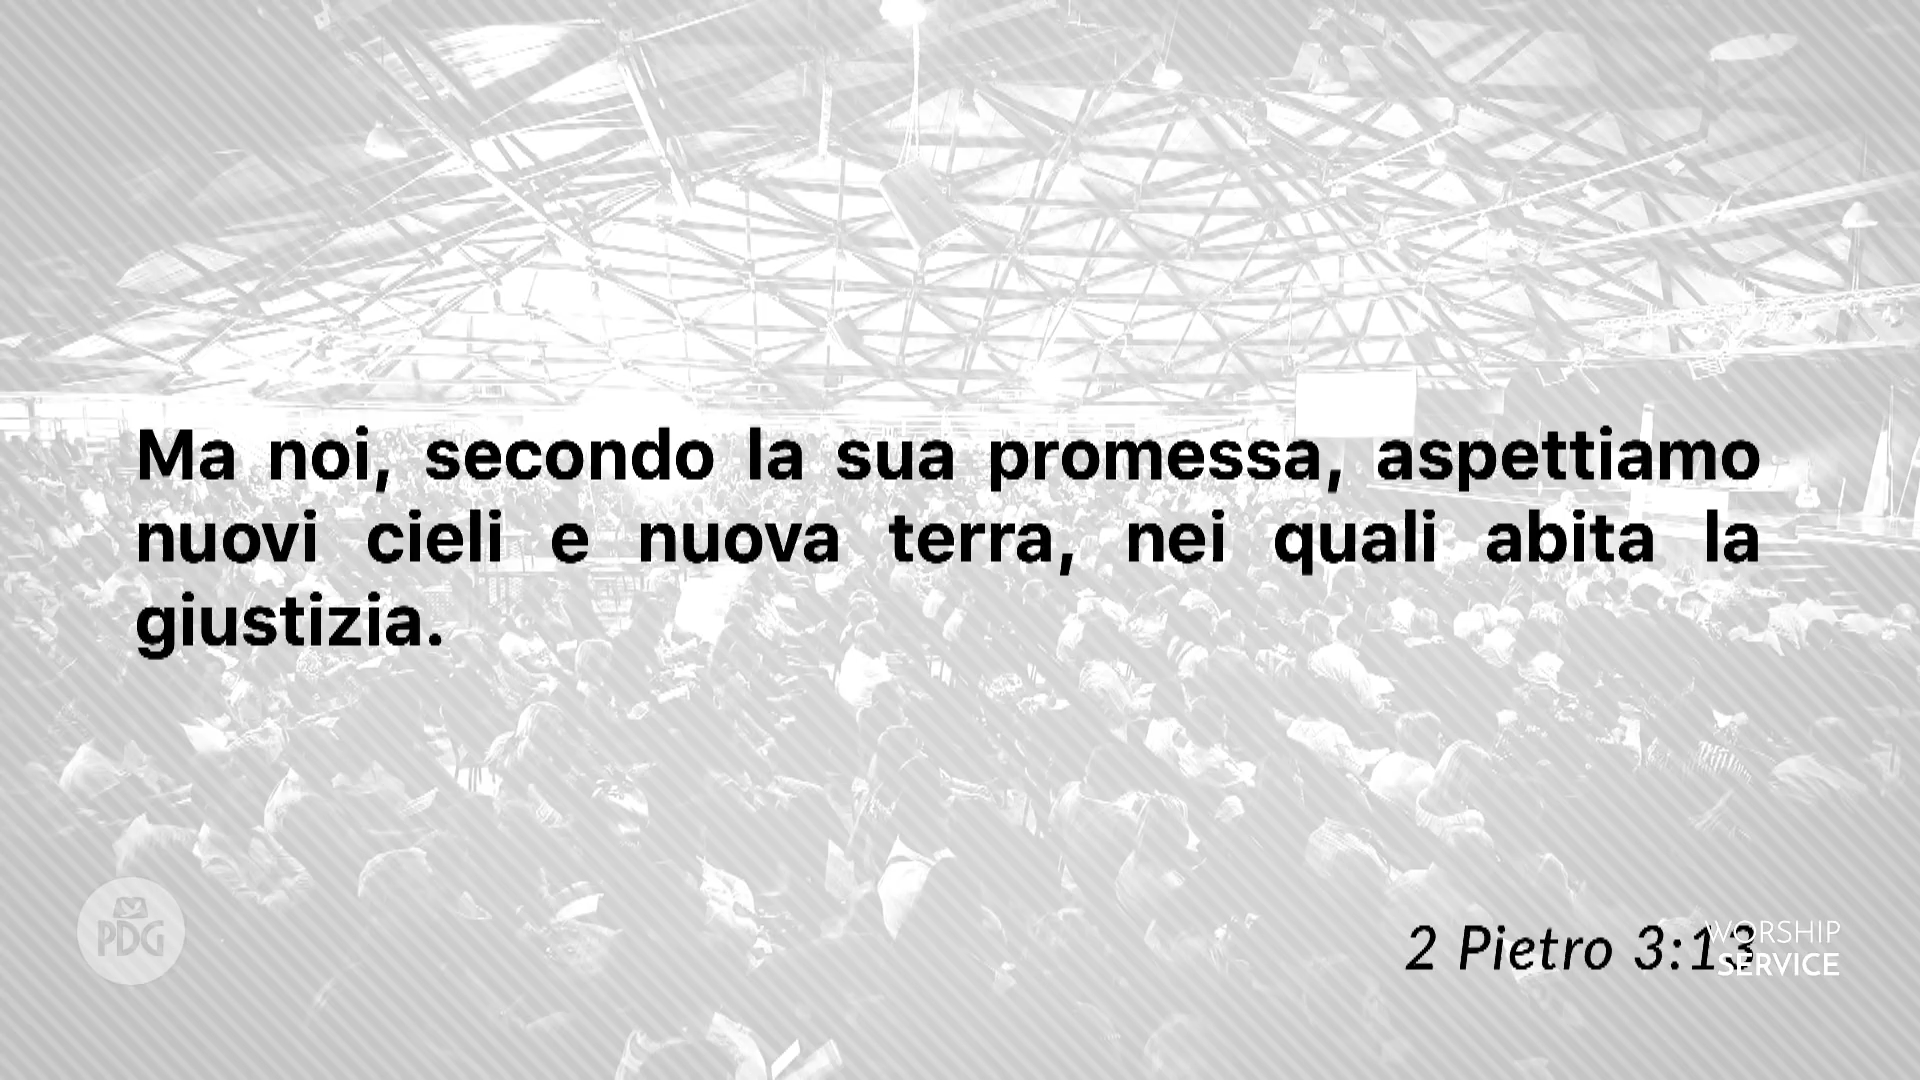 Ma noi, secondo la sua promessa, aspettiamo
nuovi cieli e nuova terra, nei quali abita la
giustizia.
PDG
2 Pietro 3:13
WORSHIP
SERVICE